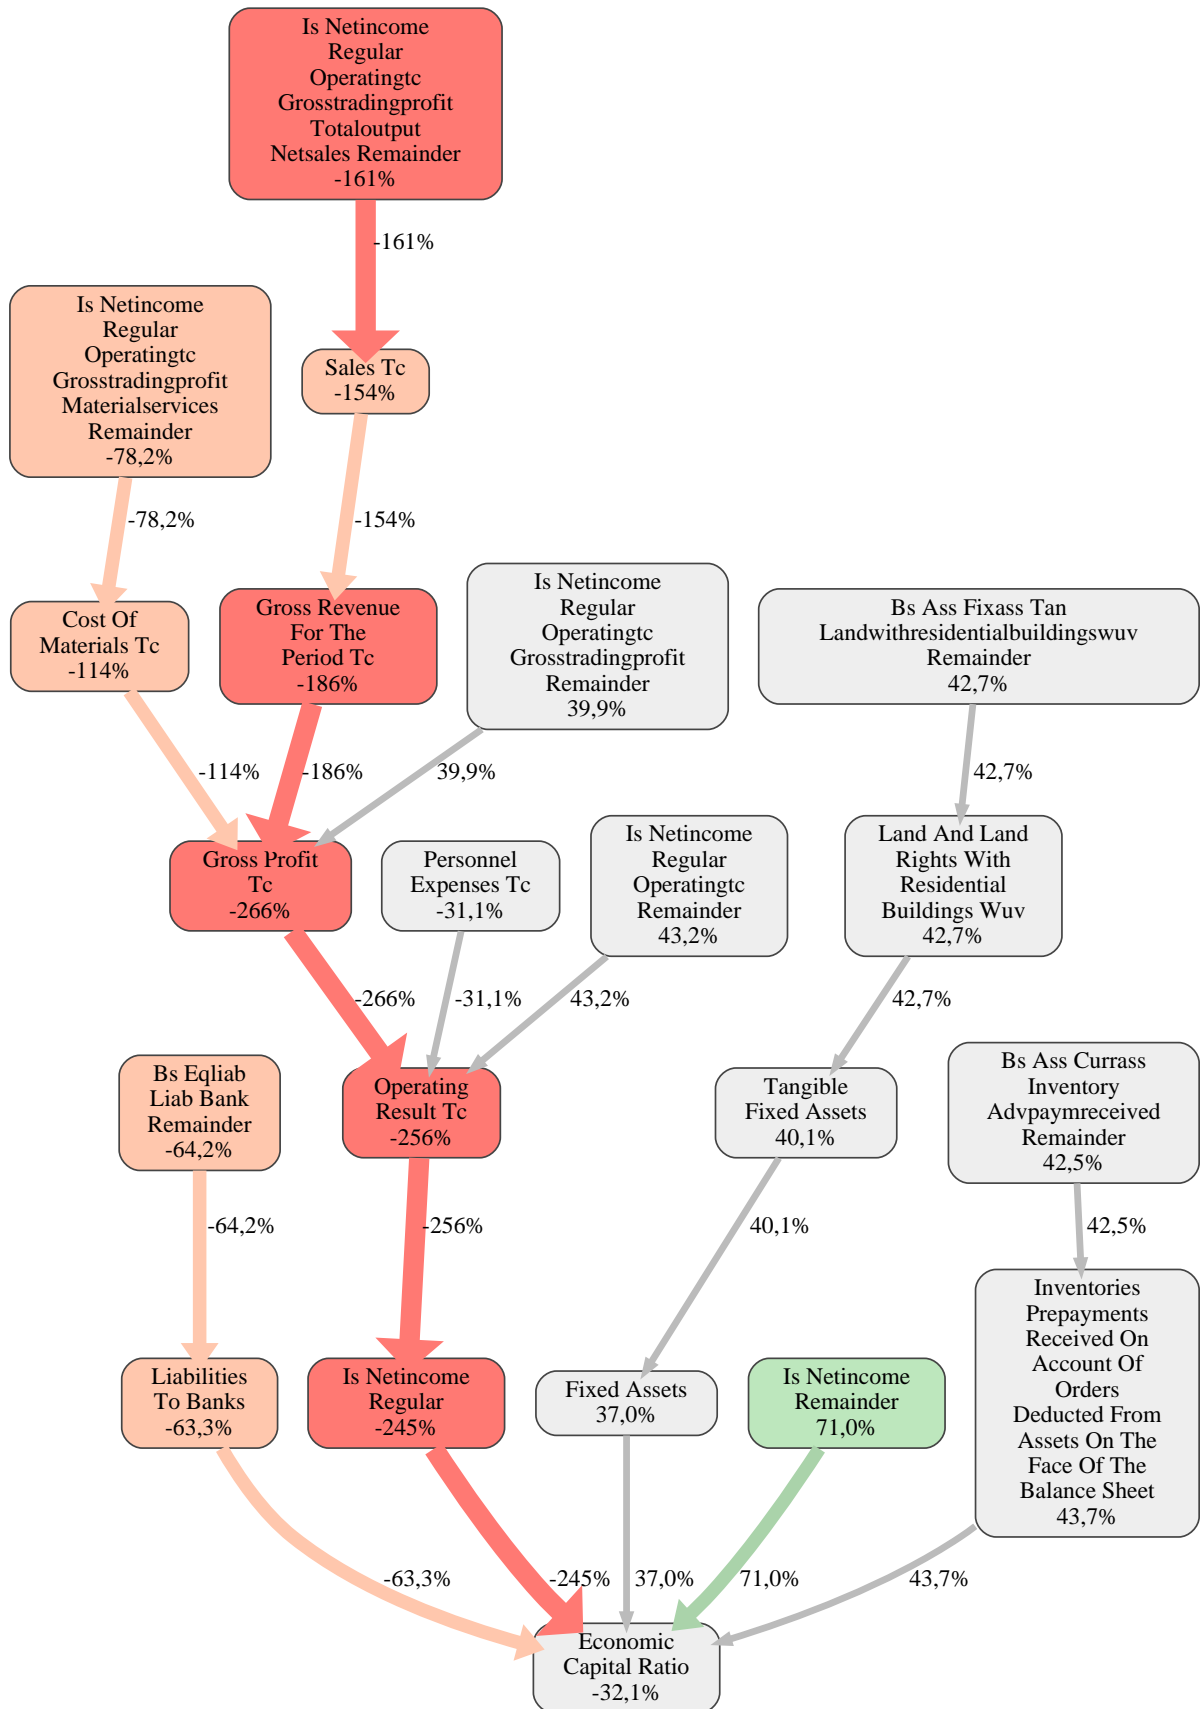 Is Netincome
Regular
Operatingtc
Grosstradingprofit
Totaloutput
Netsales Remainder
-161%
-161%
Is Netincome
Regular
Operatingtc
Grosstradingprofit
Materialservices
Remainder
-78,2%
Sales Tc
-154%
-78,2%
-154%
Cost Of
Materials Tc
-114%
Gross Revenue
For The
Period Tc
-186%
Is Netincome
Regular
Operatingtc
Grosstradingprofit
Remainder
39,9%
Bs Ass Fixass Tan
Landwithresidentialbuildingswuv
Remainder
42,7%
-114%
-186%
39,9%
42,7%
Gross Profit
Tc
-266%
Personnel
Expenses Tc
-31,1%
Is Netincome
Regular
Operatingtc
Remainder
43,2%
Land And Land
Rights With
Residential
Buildings Wuv
42,7%
-266%
-31,1%
43,2%
42,7%
Bs Eqliab
Liab Bank
Remainder
-64,2%
Operating
Result Tc
-256%
Tangible
Fixed Assets
40,1%
Bs Ass Currass
Inventory
Advpaymreceived
Remainder
42,5%
-64,2%
-256%
40,1%
42,5%
Liabilities
To Banks
-63,3%
Is Netincome
Regular
-245%
Fixed Assets
37,0%
Is Netincome
Remainder
71,0%
Inventories
Prepayments
Received On
Account Of
Orders
Deducted From
Assets On The
Face Of The
Balance Sheet
43,7%
-63,3%
-245%
37,0%
71,0%
43,7%
Economic
Capital Ratio
-32,1%